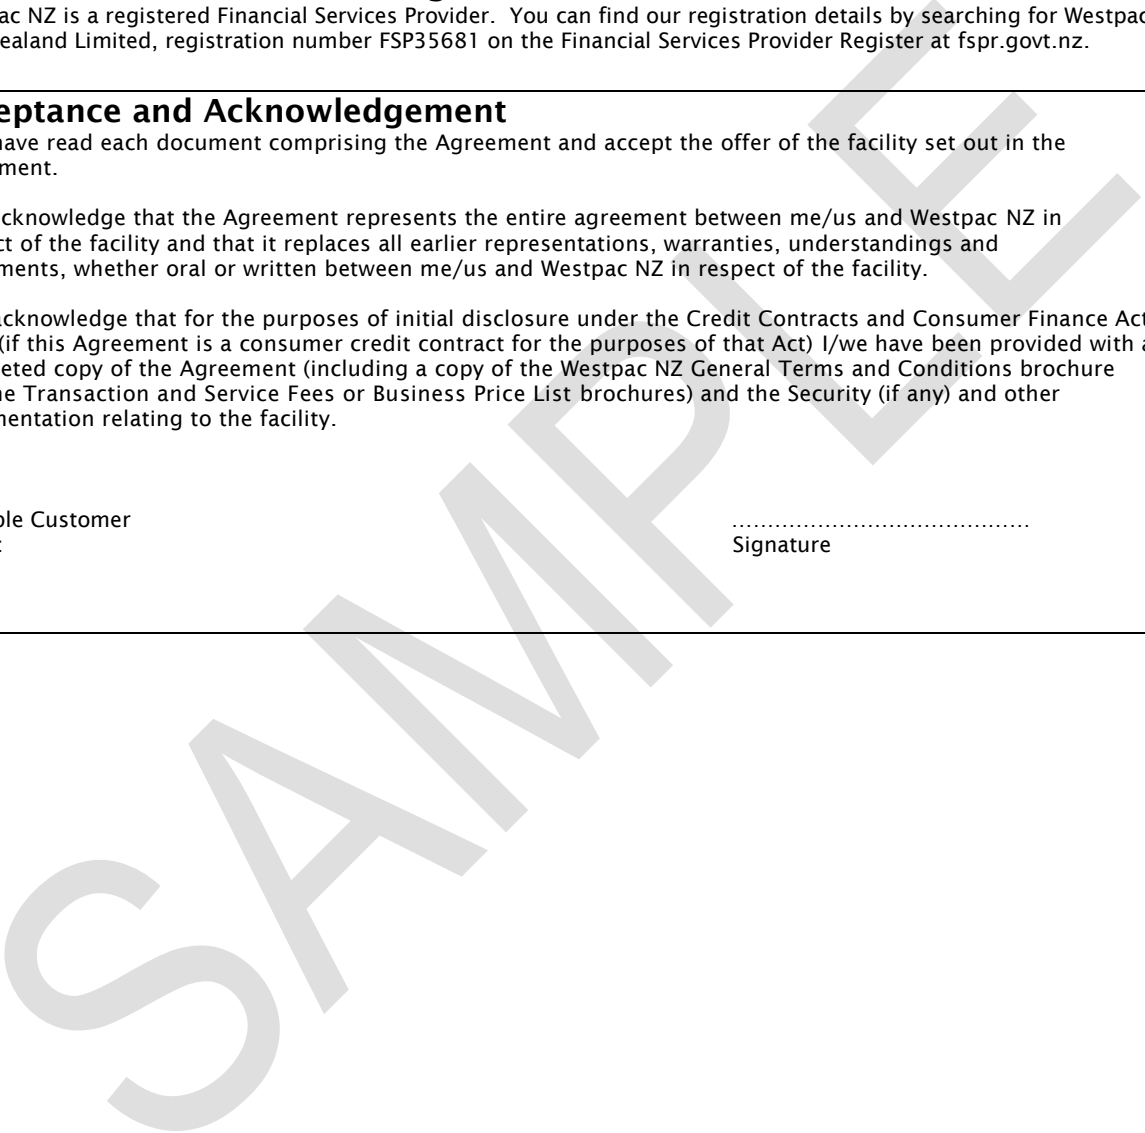 ac NZ is a registered Financial Services Provider. You can find our registration details by searching for Westpac
ealand Limited, registration number FSP35681 on the Financial Services Provider Register at fspr.govt.nz.
eptance and Acknowledgement
have read each document comprising the Agreement and accept the offer of the facility set out in the
ment.
cknowledge that the Agreement represents the entire agreement between me/us and Westpac NZ in
ct of the facility and that it replaces all earlier representations, warranties, understandings and
ments, whether oral or written between me/us and Westpac NZ in respect of the facility.
acknowledge that for the purposes of initial disclosure under the Credit Contracts and Consumer Finance Act
(if this Agreement is a consumer credit contract for the purposes of that Act) I/we have been provided with a
eted copy of the Agreement (including a copy of the Westpac NZ General Terms and Conditions brochure
he Transaction and Service Fees or Business Price List brochures) and the Security (if any) and other
mentation relating to the facility.
ple Customer
..........................................
Signature
SAMPLE